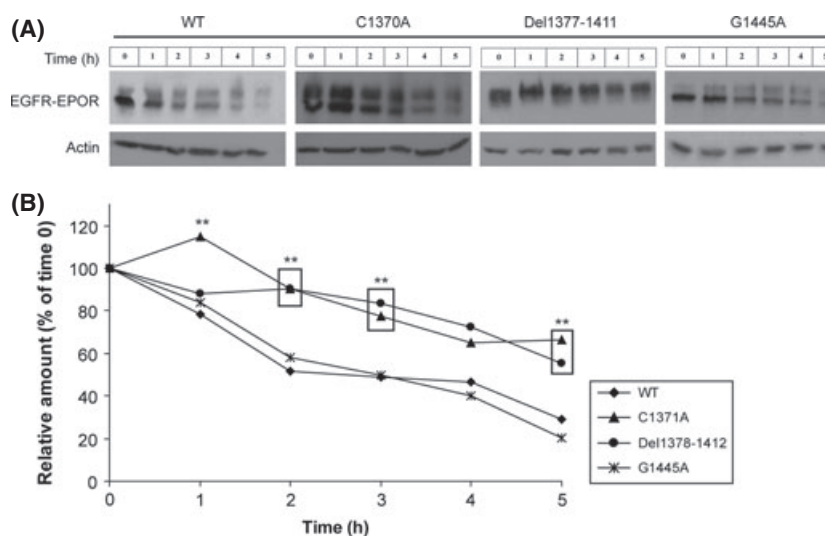 (A) WT C1370A Del1377-1411 G1445A
Time (h) 0 1 2 3 4 5 0 1 2 3 4 5 0 1 2 3 4 5 0 1 2 3 4 5
EGFR-EPOR
Actin
(B)
Relative amount (% of time 0)
120
100
80
60
40
20
0
**
**
**
**
0 1 2 3 4 5
Time (h)
WT
C1371A
Del1378-1412
G1445A